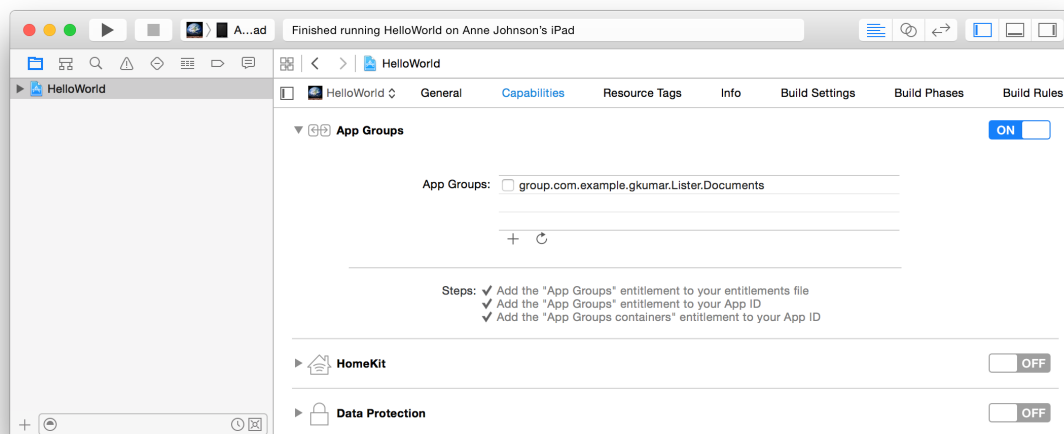 A...ad
Finished running HelloWorld on Anne Johnson's iPad
HelloWorld
HelloWorld
HelloWorld
General
Capabilities
Resource Tags
Info
Build Settings
Build Phases
Build Rules
App Groups
ON
App Groups:
group.com.example.gkumar.Lister.Documents
Steps:
Add the "App Groups" entitlement to your entitlements file
Add the "App Groups" entitlement to your App ID
Add the "App Groups containers" entitlement to your App ID
HomeKit
OFF
Data Protection
OFF